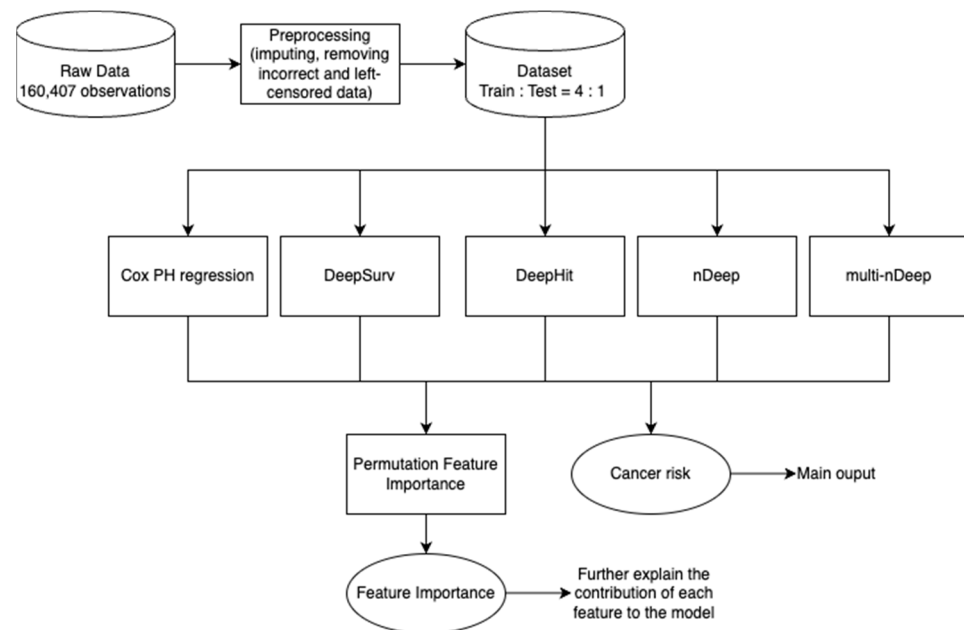 Raw Data
160,407 observations
Preprocessing
(imputing, removing
incorrect and left-
censored data)
Dataset
Train : Test = 4 : 1
Cox PH regression
DeepSurv
DeepHit
nDeep
multi-nDeep
Permutation Feature
Importance
Cancer risk
Main ouput
Feature Importance
Further explain the
contribution of each
feature to the model